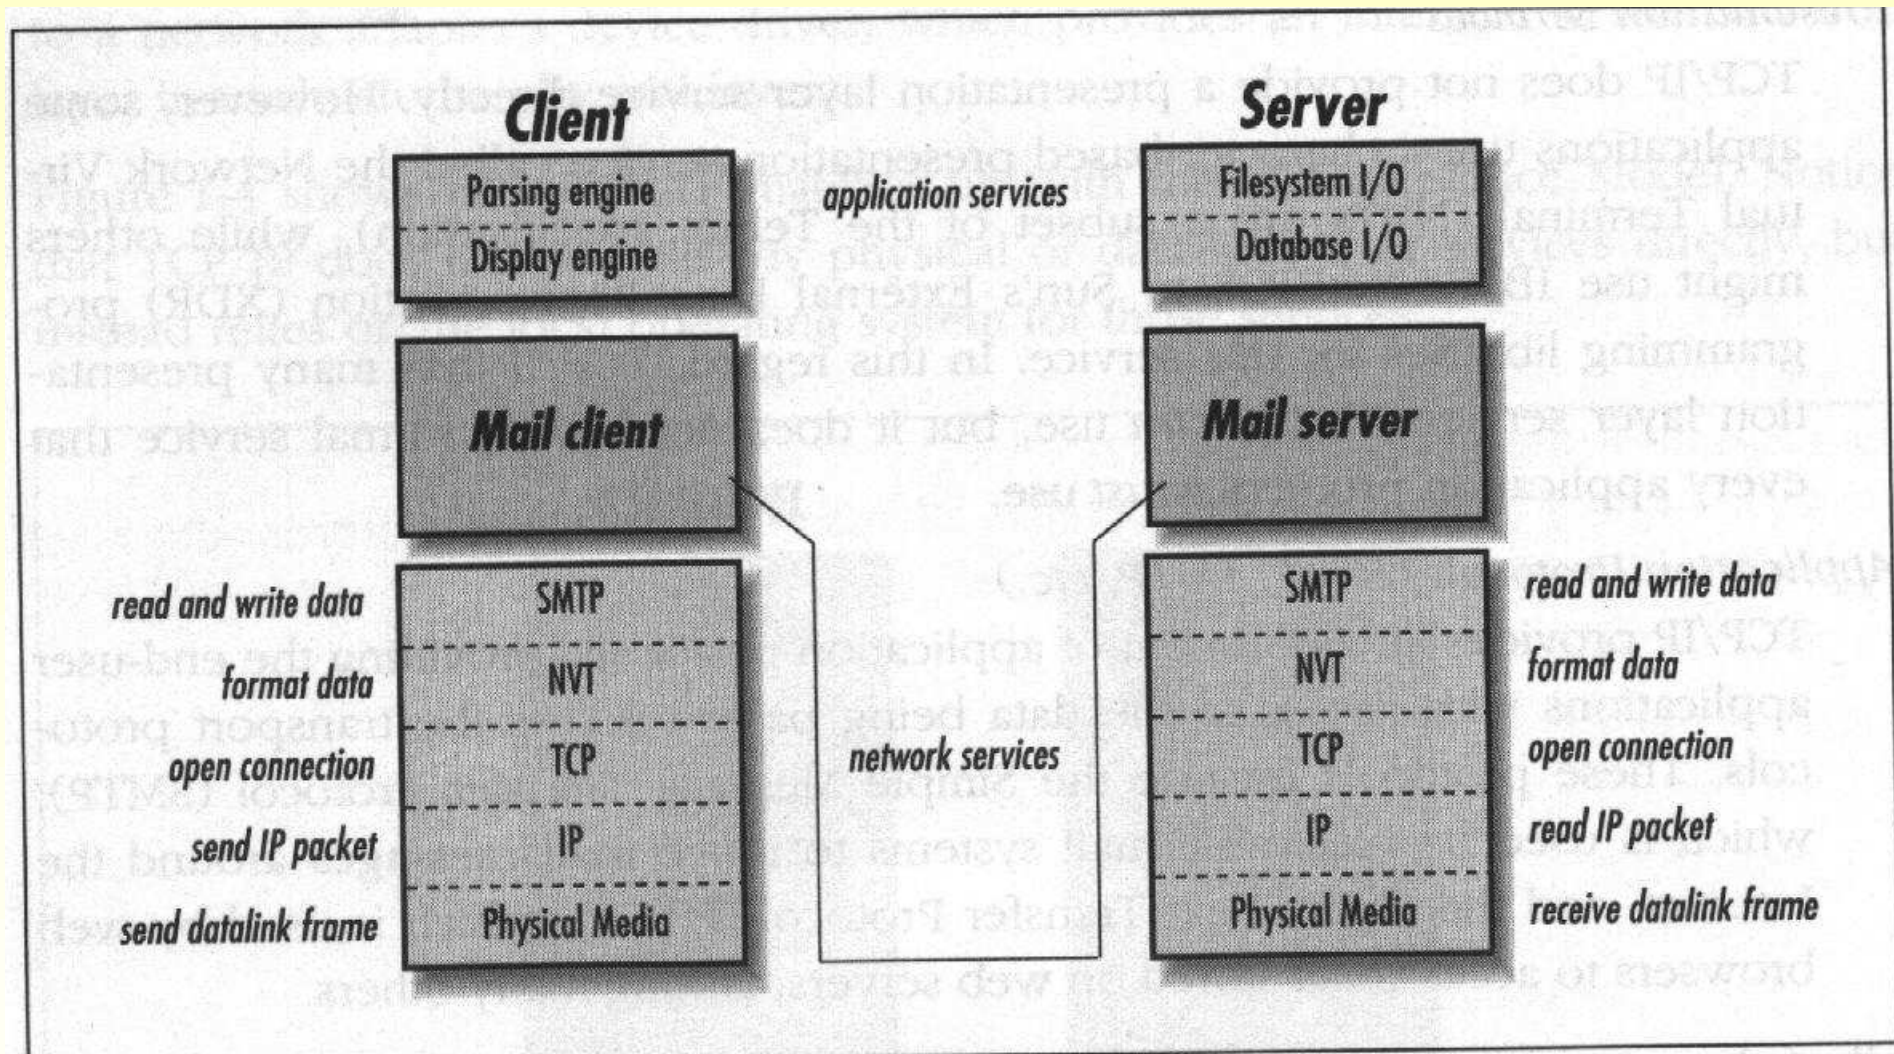 Client
Server
Parsing engine
Display engine
application services
Filesystem I/O
Database I/O
Mail client
Mail server
read and write data
SMTP
SMTP
read and write data
format data
NVT
NVT
format data
open connection
TCP
network services
TCP
open connection
send IP packet
IP
IP
read IP packet
send datalink frame
Physical Media
Physical Media
receive datalink frame